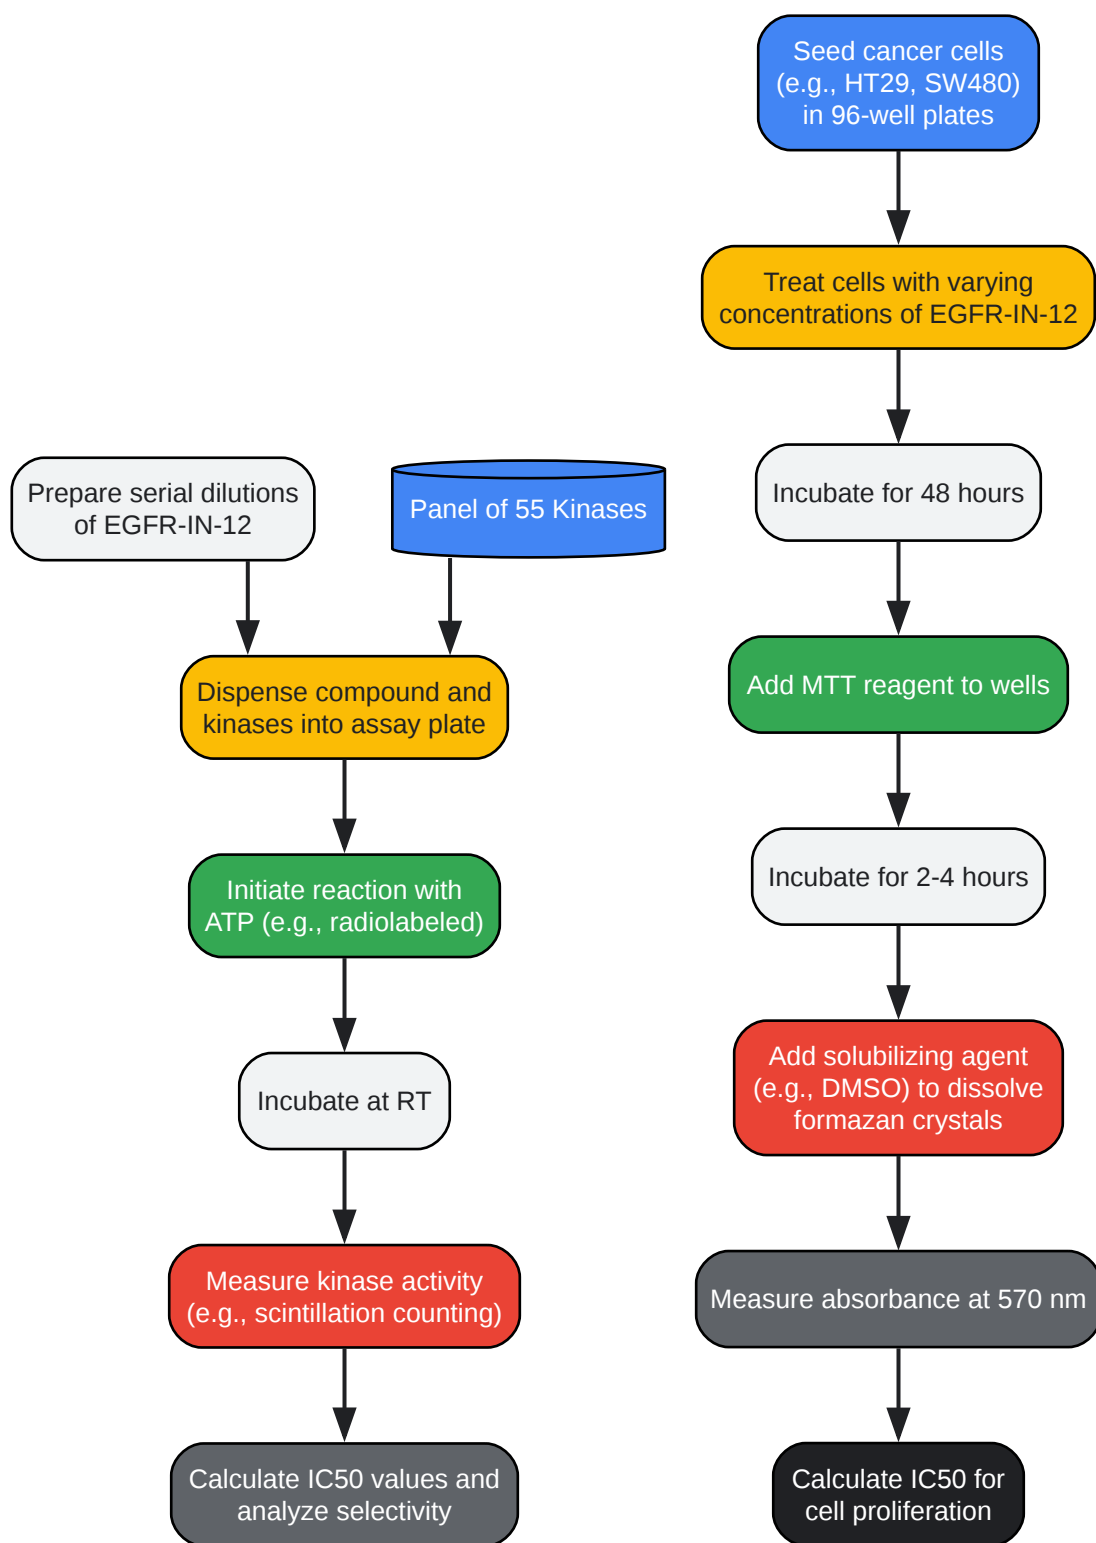 Prepare serial dilutions
of EGFR-IN-12
Panel of 55 Kinases
Dispense compound and
kinases into assay plate
Initiate reaction with
ATP (e.g., radiolabeled)
Incubate at RT
Measure kinase activity
(e.g., scintillation counting)
Calculate IC50 values and
analyze selectivity
Seed cancer cells
(e.g., HT29, SW480)
in 96-well plates
Treat cells with varying
concentrations of EGFR-IN-12
Incubate for 48 hours
Add MTT reagent to wells
Incubate for 2-4 hours
Add solubilizing agent
(e.g., DMSO) to dissolve
formazan crystals
Measure absorbance at 570 nm
Calculate IC50 for
cell proliferation